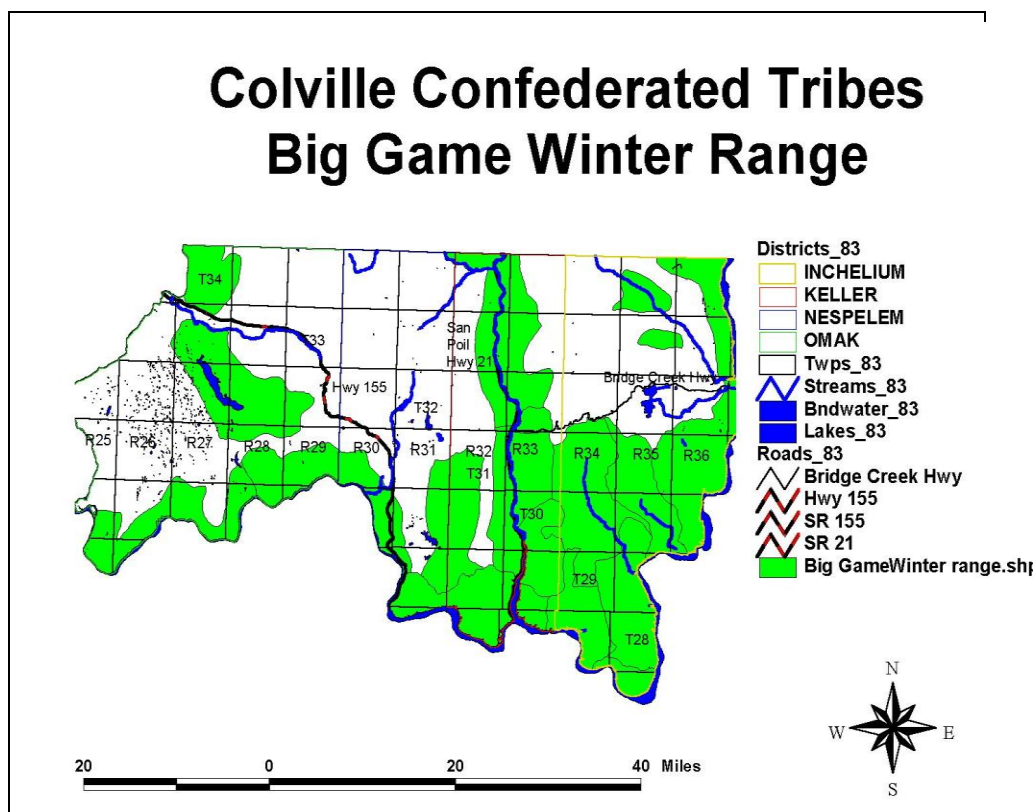 Colville Confederated Tribes
Big Game Winter Range
Districts_83
INCHELIUM
KELLER
NESPELEM
OMAK
Twps_83
Streams_83
Bndwater_83
Lakes_83
Roads_83
Bridge Creek Hwy
Hwy 155
SR 155
SR 21
Big GameWinter range.shp
T34
T33
San
Poil
Hwy 21
Hwy 155
Bridge Creek Hwy
T32
R25
R26
R27
R28
R29
R30
R31
R32
R33
R34
R35
R36
T31
T30
T29
T28
N
W
E
S
20
0
20
40
Miles